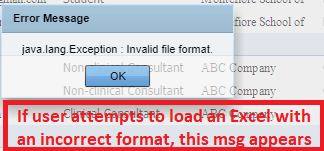 Student
Montefiore School of
Error Message
java.lang.Exception : Invalid file format.
Non-clinical Consultant ABC Company
OK
Non-clinical Consultant ABC Company
Clinical Consultant ABC Company
If user attempts to load an Excel with
an incorrect format, this msg appears